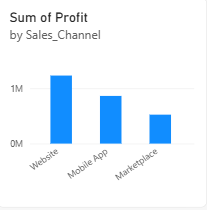 Sum of Profit
by Sales_Channel
1M
0M
Website
Mobile App
Marketplace